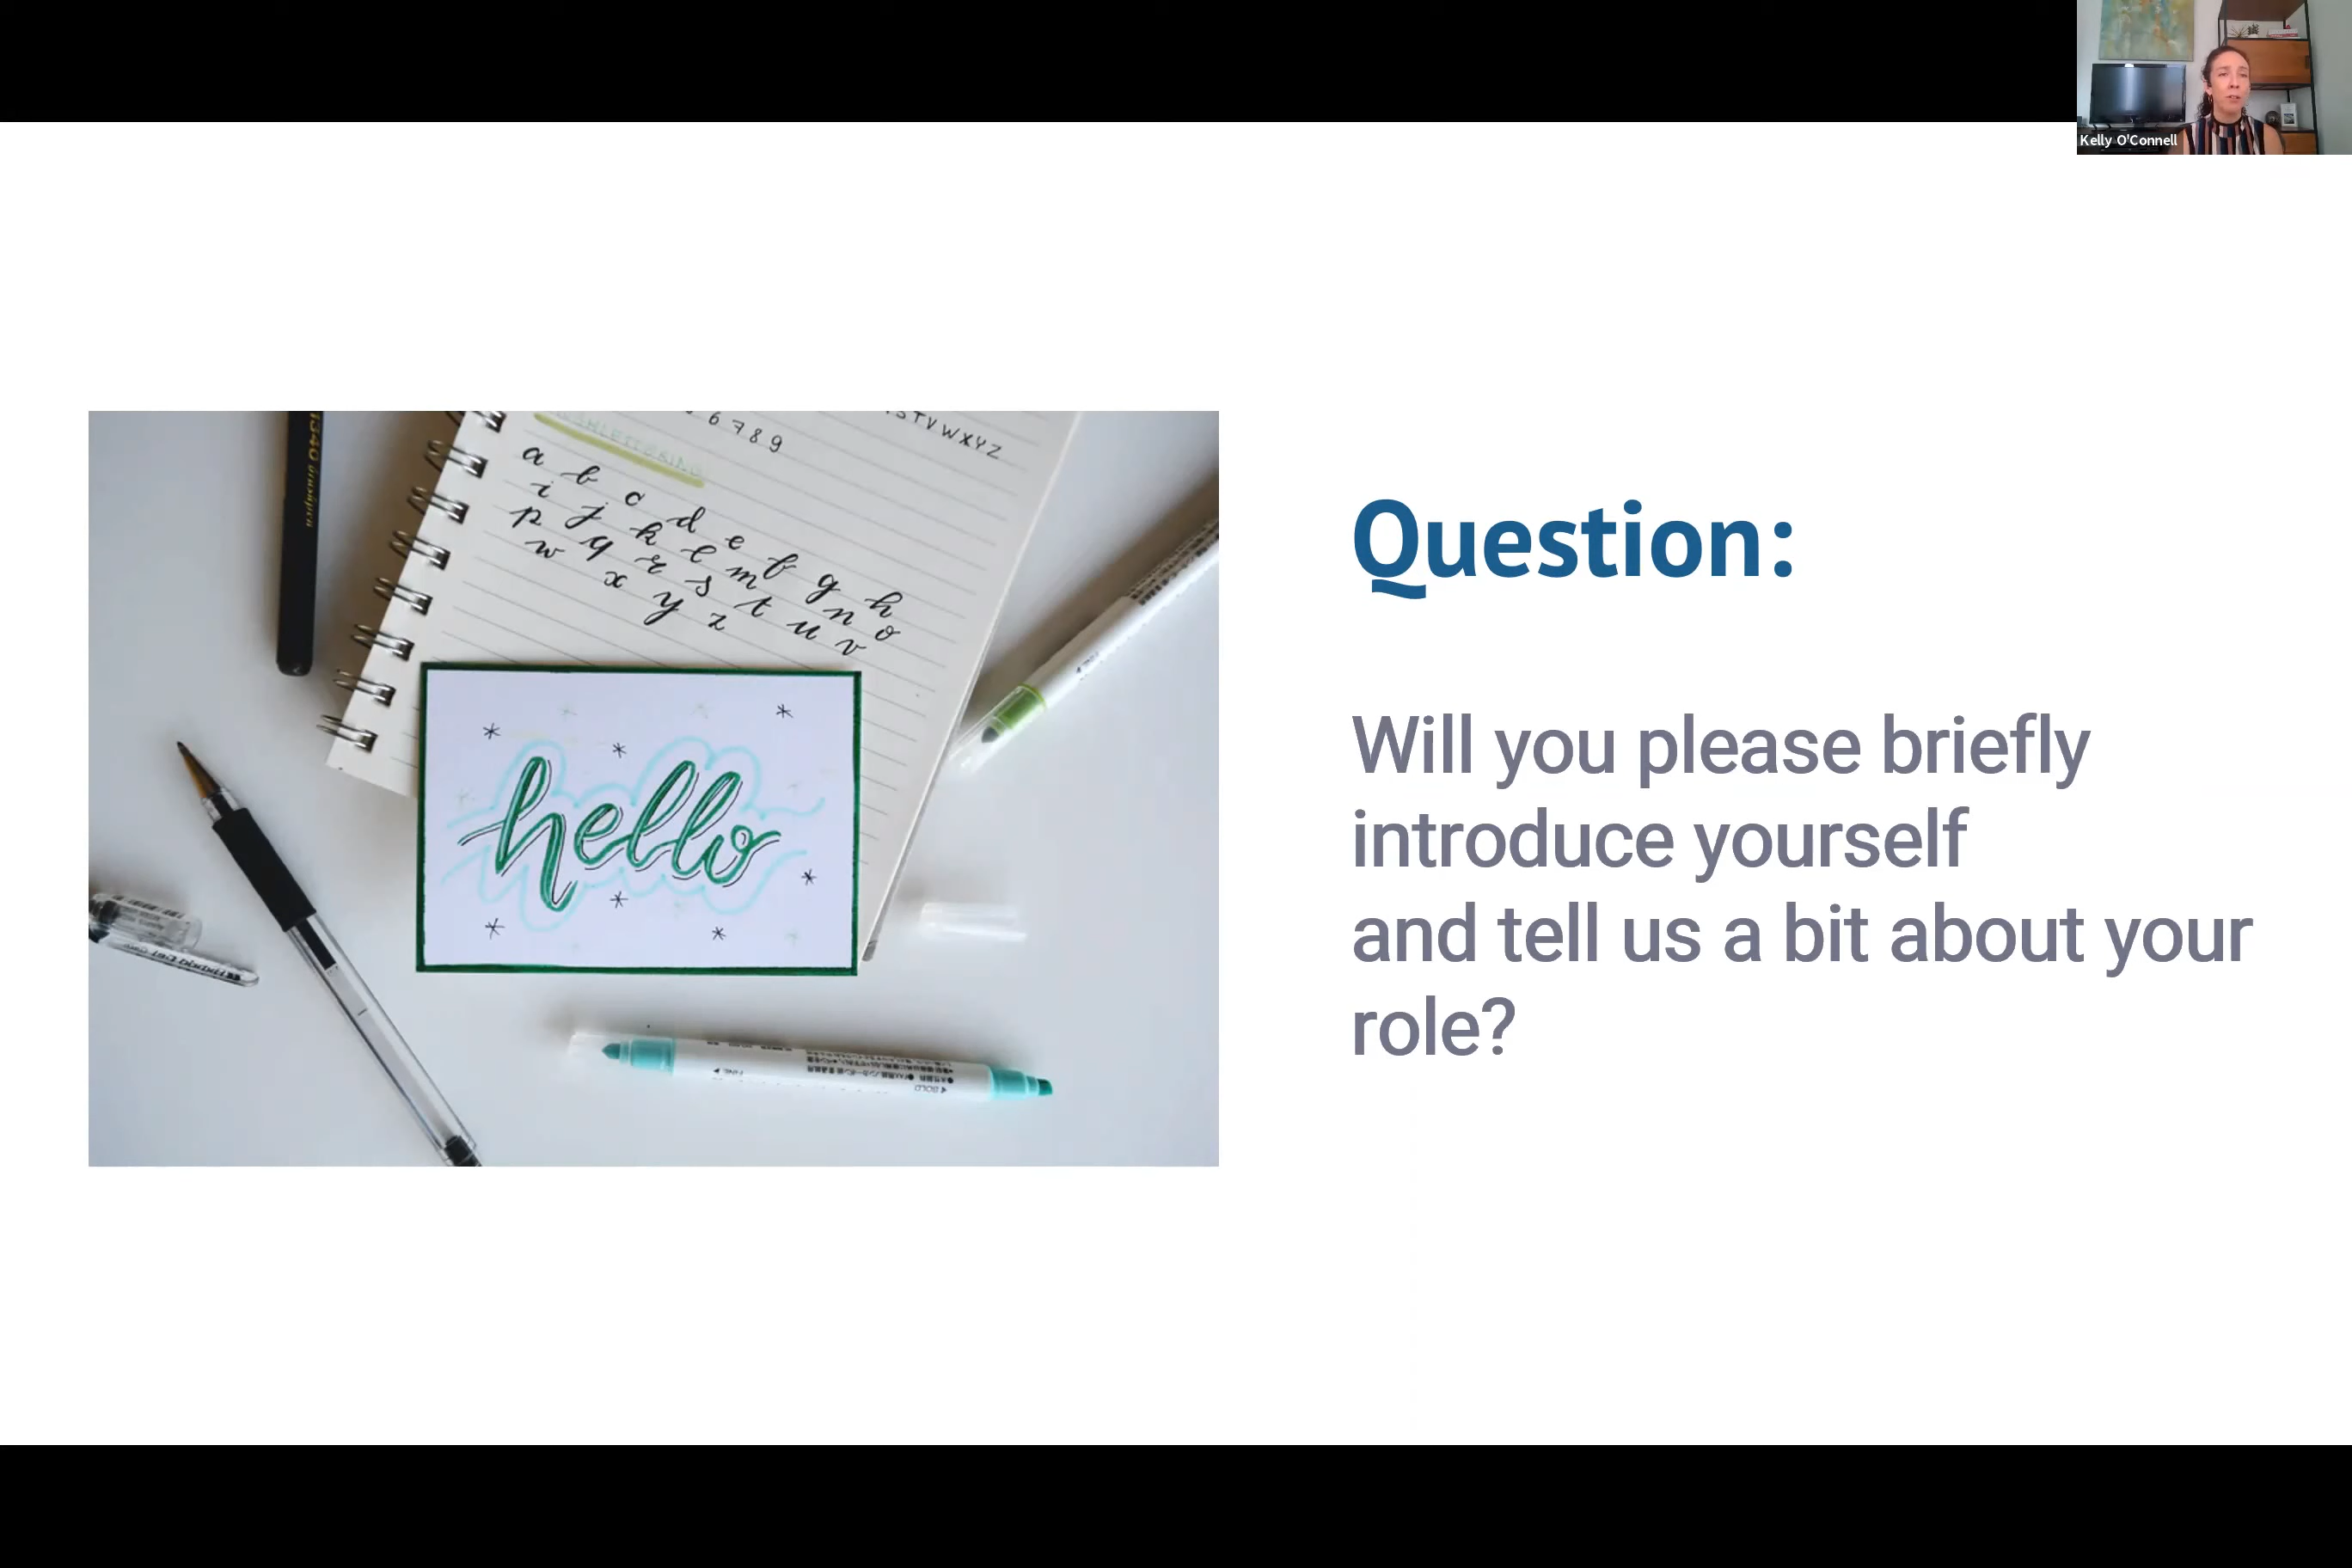 Kelly O'Connell
6 7 8 9
S T V W X Y Z
a b c d e f g h
i j k l m n o
p q r s t u v
w x y z
hello
Question:
Will you please briefly
introduce yourself
and tell us a bit about your
role?